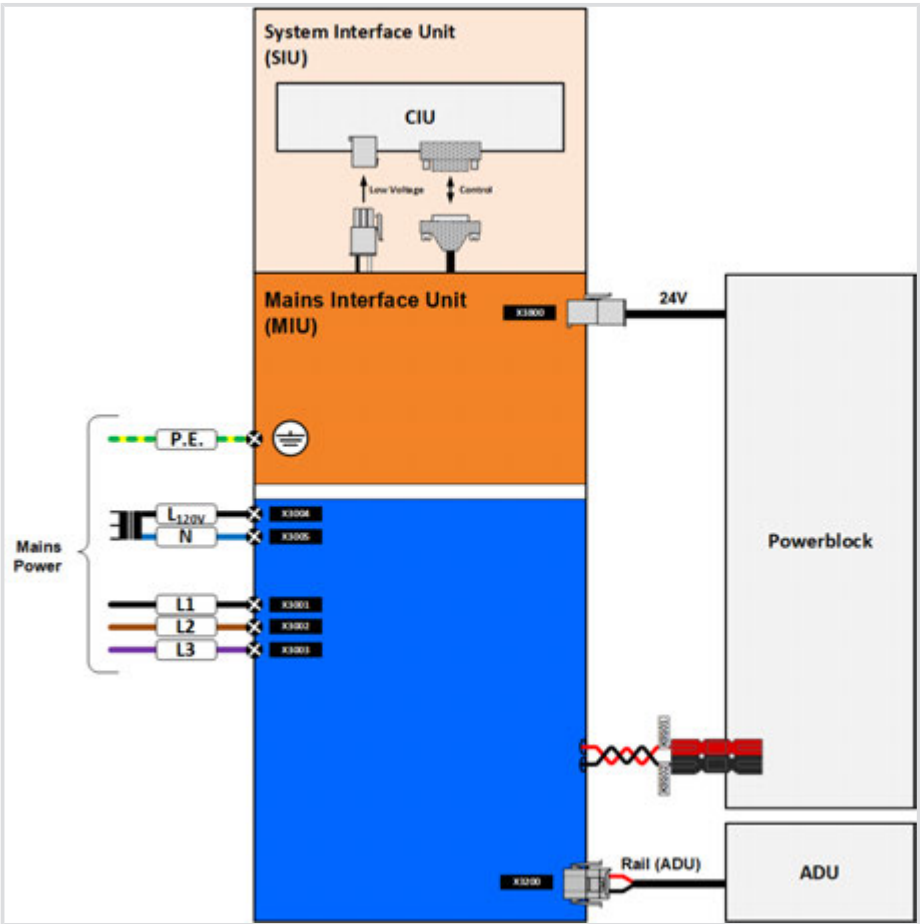 System Interface Unit
(SIU)
CIU
Low Voltage
Control
Mains Interface Unit
(MIU)
X3800
24V
P.E.
L120V
X3004
N
X3005
Mains
Power
L1
X3001
L2
X3002
L3
X3003
Powerblock
Rail (ADU)
X3200
ADU